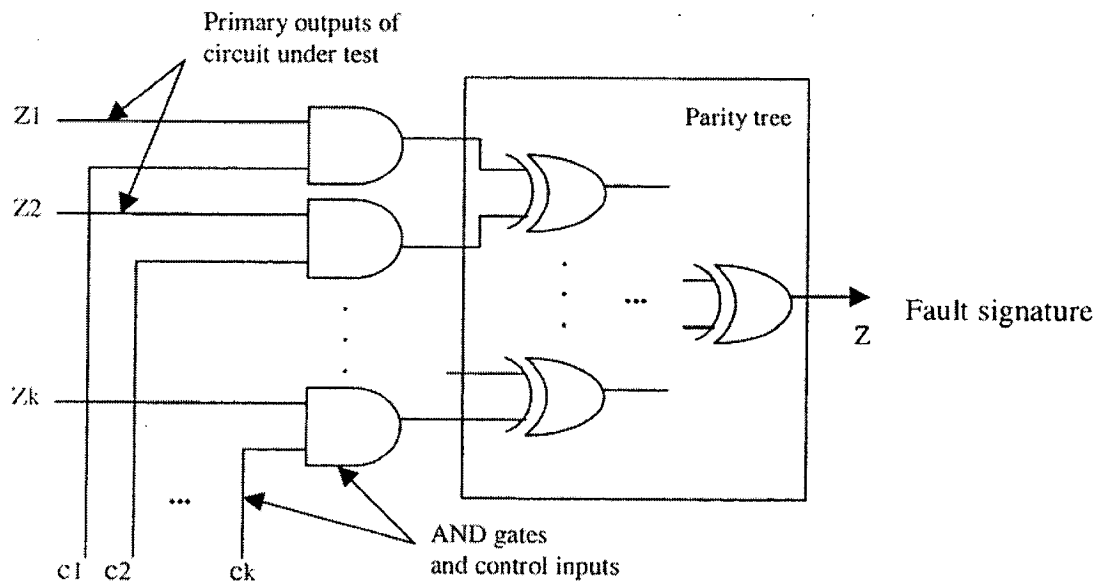 Primary outputs of
circuit under test
Z1
Parity tree
Z2
...
Z
Fault signature
Zk
...
AND gates
and control inputs
c1 c2 ck